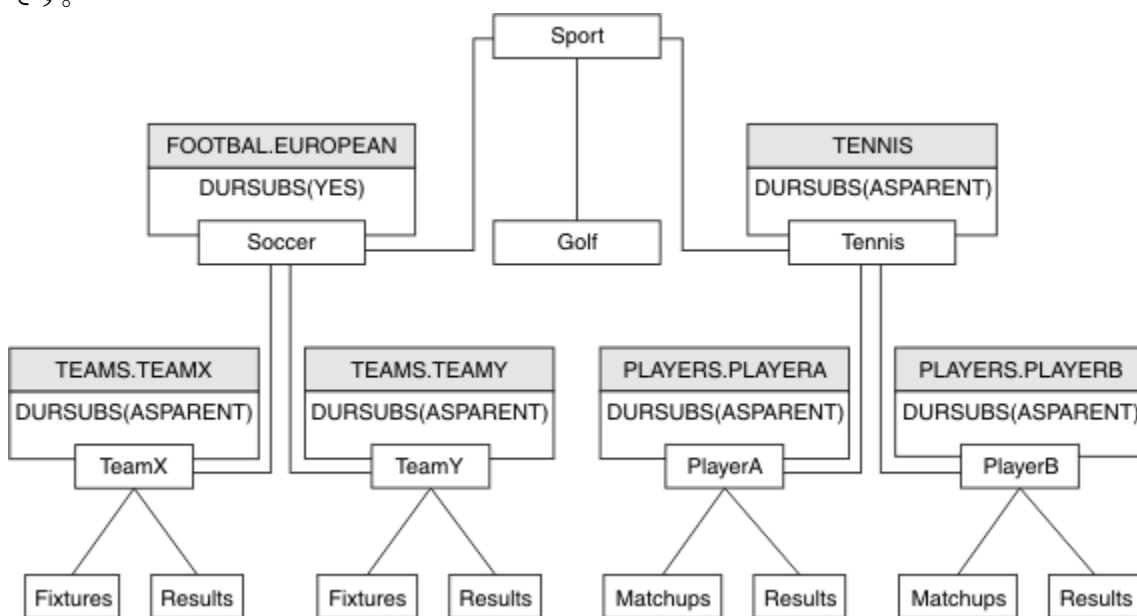 です。
Sport
FOOTBAL.EUROPEAN
DURSUBS(YES)
Soccer
Golf
TENNIS
DURSUBS(ASPARENT)
Tennis
TEAMS.TEAMX
DURSUBS(ASPARENT)
TeamX
TEAMS.TEAMY
DURSUBS(ASPARENT)
TeamY
PLAYERS.PLAYERA
DURSUBS(ASPARENT)
PlayerA
PLAYERS.PLAYERB
DURSUBS(ASPARENT)
PlayerB
Fixtures
Results
Fixtures
Results
Matchups
Results
Matchups
Results